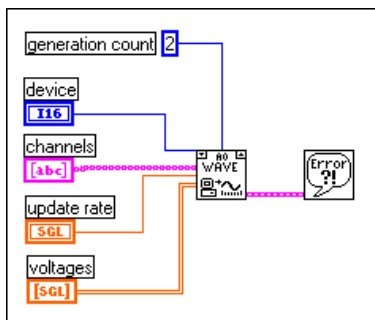 generation count 2
device
I16
channels
[abc]
AO
WAVE
Error
?!
update rate
SGL
voltages
[SGL]